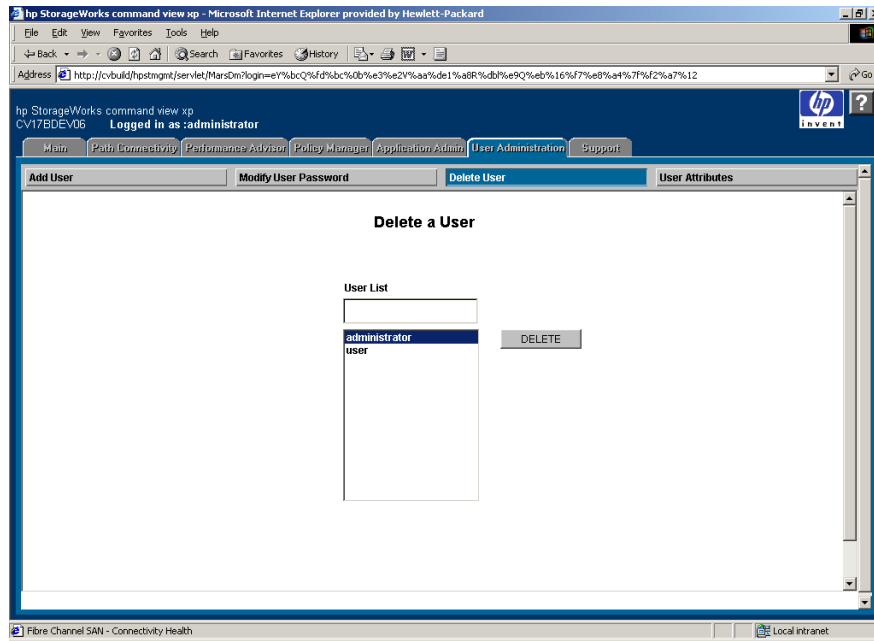 hp StorageWorks command view xp - Microsoft Internet Explorer provided by Hewlett-Packard
File Edit View Favorites Tools Help
Back Search Favorites History
Address http://cvbuild/hpstmgmt/servlet/MarsDm?login=eY%bcQ%fd%bc%0b%e3%e2V%aa%de1%a8R%dbl%e9Q%eb%16%f7%e8%a4%7f%f2%a7%12 Go
hp StorageWorks command view xp
CV17BDEV06 Logged in as :administrator
hp
invent
?
Main Path Connectivity Performance Advisor Policy Manager Application Admin User Administration Support
Add User Modify User Password Delete User User Attributes
Delete a User
User List
administrator
DELETE
user
Fibre Channel SAN - Connectivity Health Local intranet